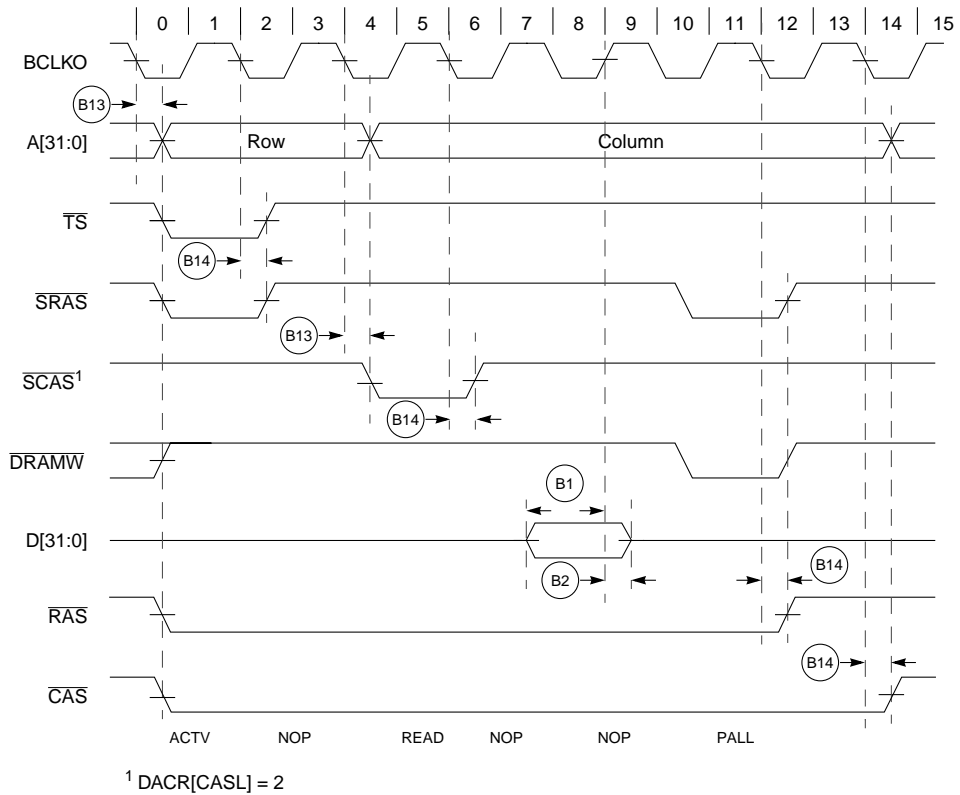 0 1 2 3 4 5 6 7 8 9 10 11 12 13 14 15
BCLKO
B13
A[31:0] Row Column
TS
B14
SRAS
B13
SCAS1
B14
DRAMW
B1
D[31:0]
B2 B14
RAS
B14
CAS
ACTV NOP READ NOP NOP PALL
1 DACR[CASL] = 2